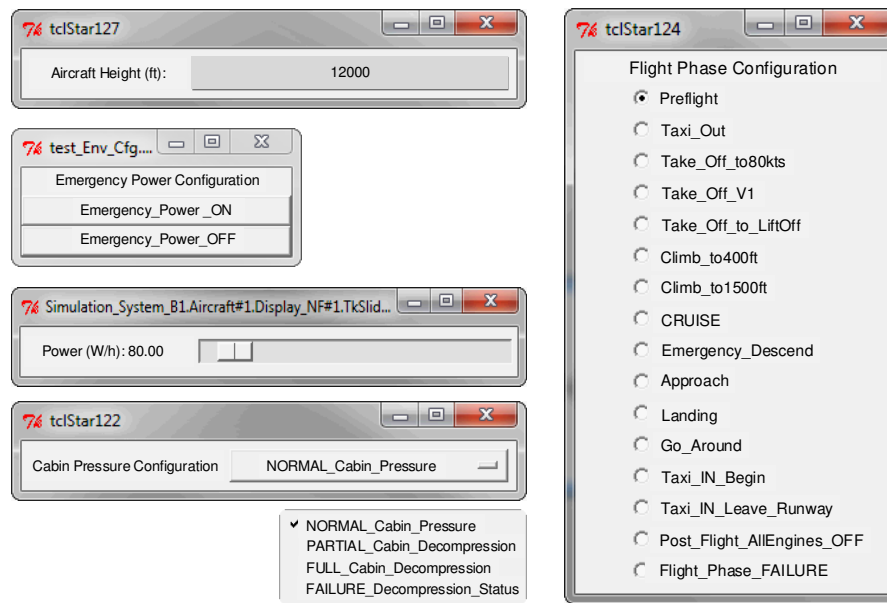 tclStar127
Aircraft Height (ft):
12000
test_Env_Cfg....
Emergency Power Configuration
Emergency_Power _ON
Emergency_Power_OFF
Simulation_System_B1.Aircraft#1.Display_NF#1.TkSlid...
Power (W/h): 80.00
tclStar122
Cabin Pressure Configuration
NORMAL_Cabin_Pressure
NORMAL_Cabin_Pressure
PARTIAL_Cabin_Decompression
FULL_Cabin_Decompression
FAILURE_Decompression_Status
tclStar124
Flight Phase Configuration
Preflight
Taxi_Out
Take_Off_to80kts
Take_Off_V1
Take_Off_to_LiftOff
Climb_to400ft
Climb_to1500ft
CRUISE
Emergency_Descend
Approach
Landing
Go_Around
Taxi_IN_Begin
Taxi_IN_Leave_Runway
Post_Flight_AllEngines_OFF
Flight_Phase_FAILURE